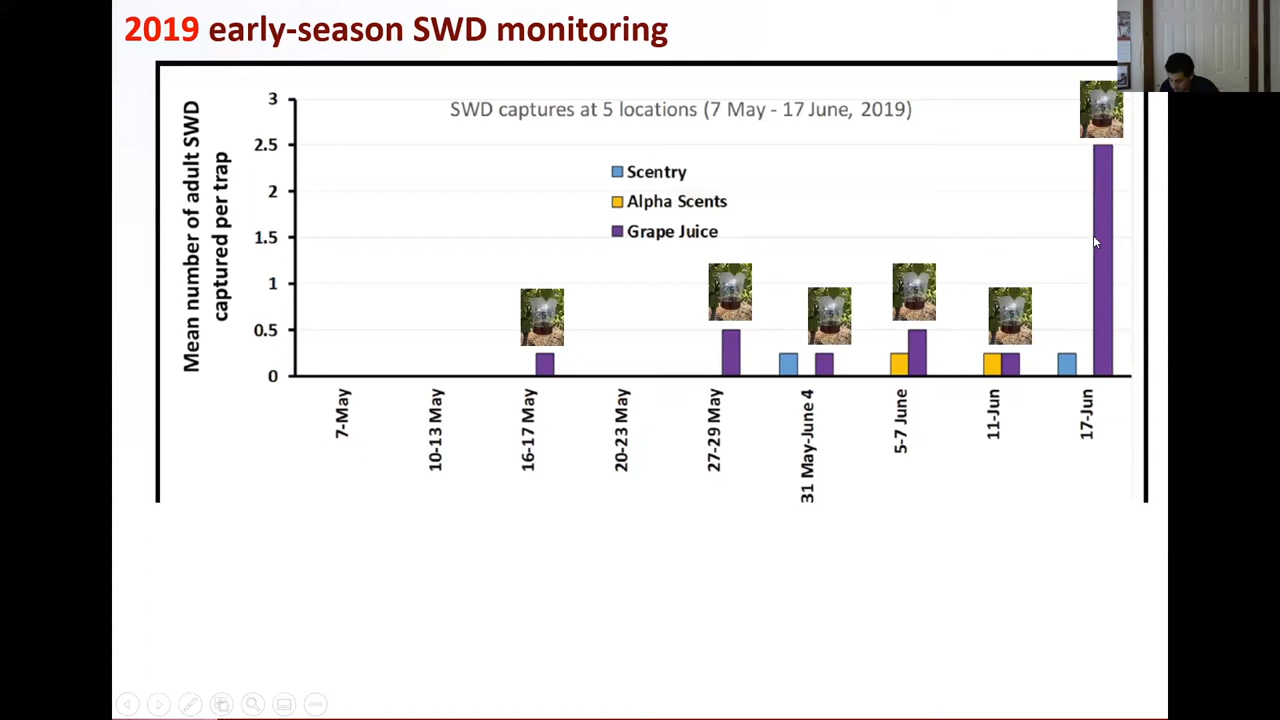 2019 early-season SWD monitoring
SWD captures at 5 locations (7 May - 17 June, 2019)
Mean number of adult SWD
captured per trap
3
2.5
2
1.5
1
0.5
0
Scentry
Alpha Scents
Grape Juice
7-May
10-13 May
16-17 May
20-23 May
27-29 May
31 May-June 4
5-7 June
11-Jun
17-Jun